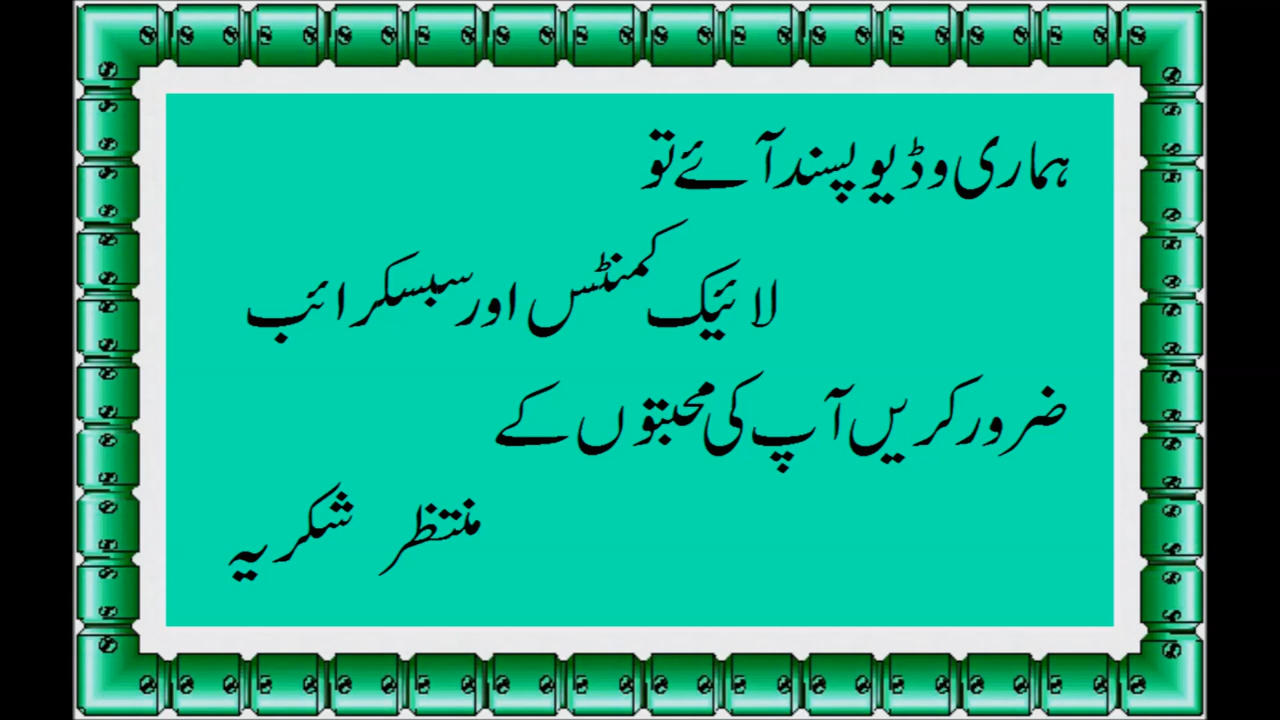 ہماری وڈیو پسند آئے تو
لائیک کمنٹس اور سبسکرائب
ضرور کریں آپ کی محبتوں کے
منتظر شکریہ